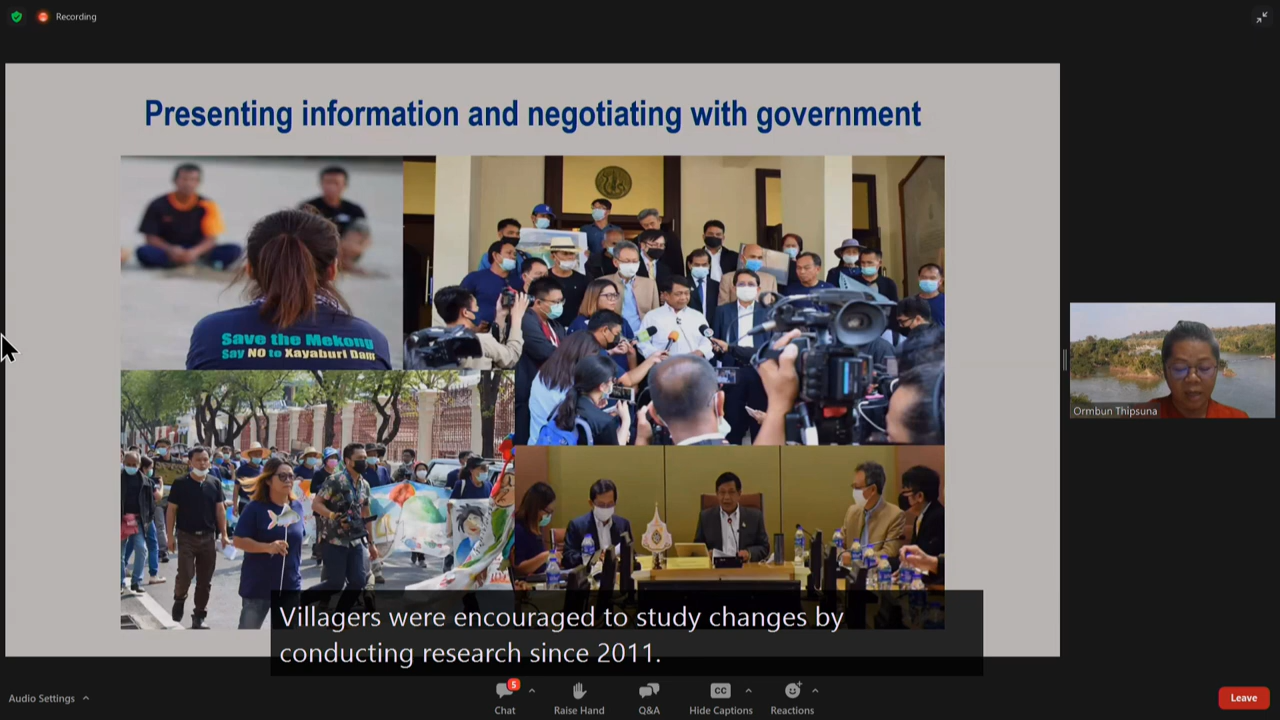 Recording
Presenting information and negotiating with government
Save the Mekong
Say NO to Xayaburi Dam
Ormbun Thipsuna
Villagers were encouraged to study changes by
conducting research since 2011.
Audio Settings
5
Chat
Raise Hand
Q&A
CC
Hide Captions
Reactions
Leave